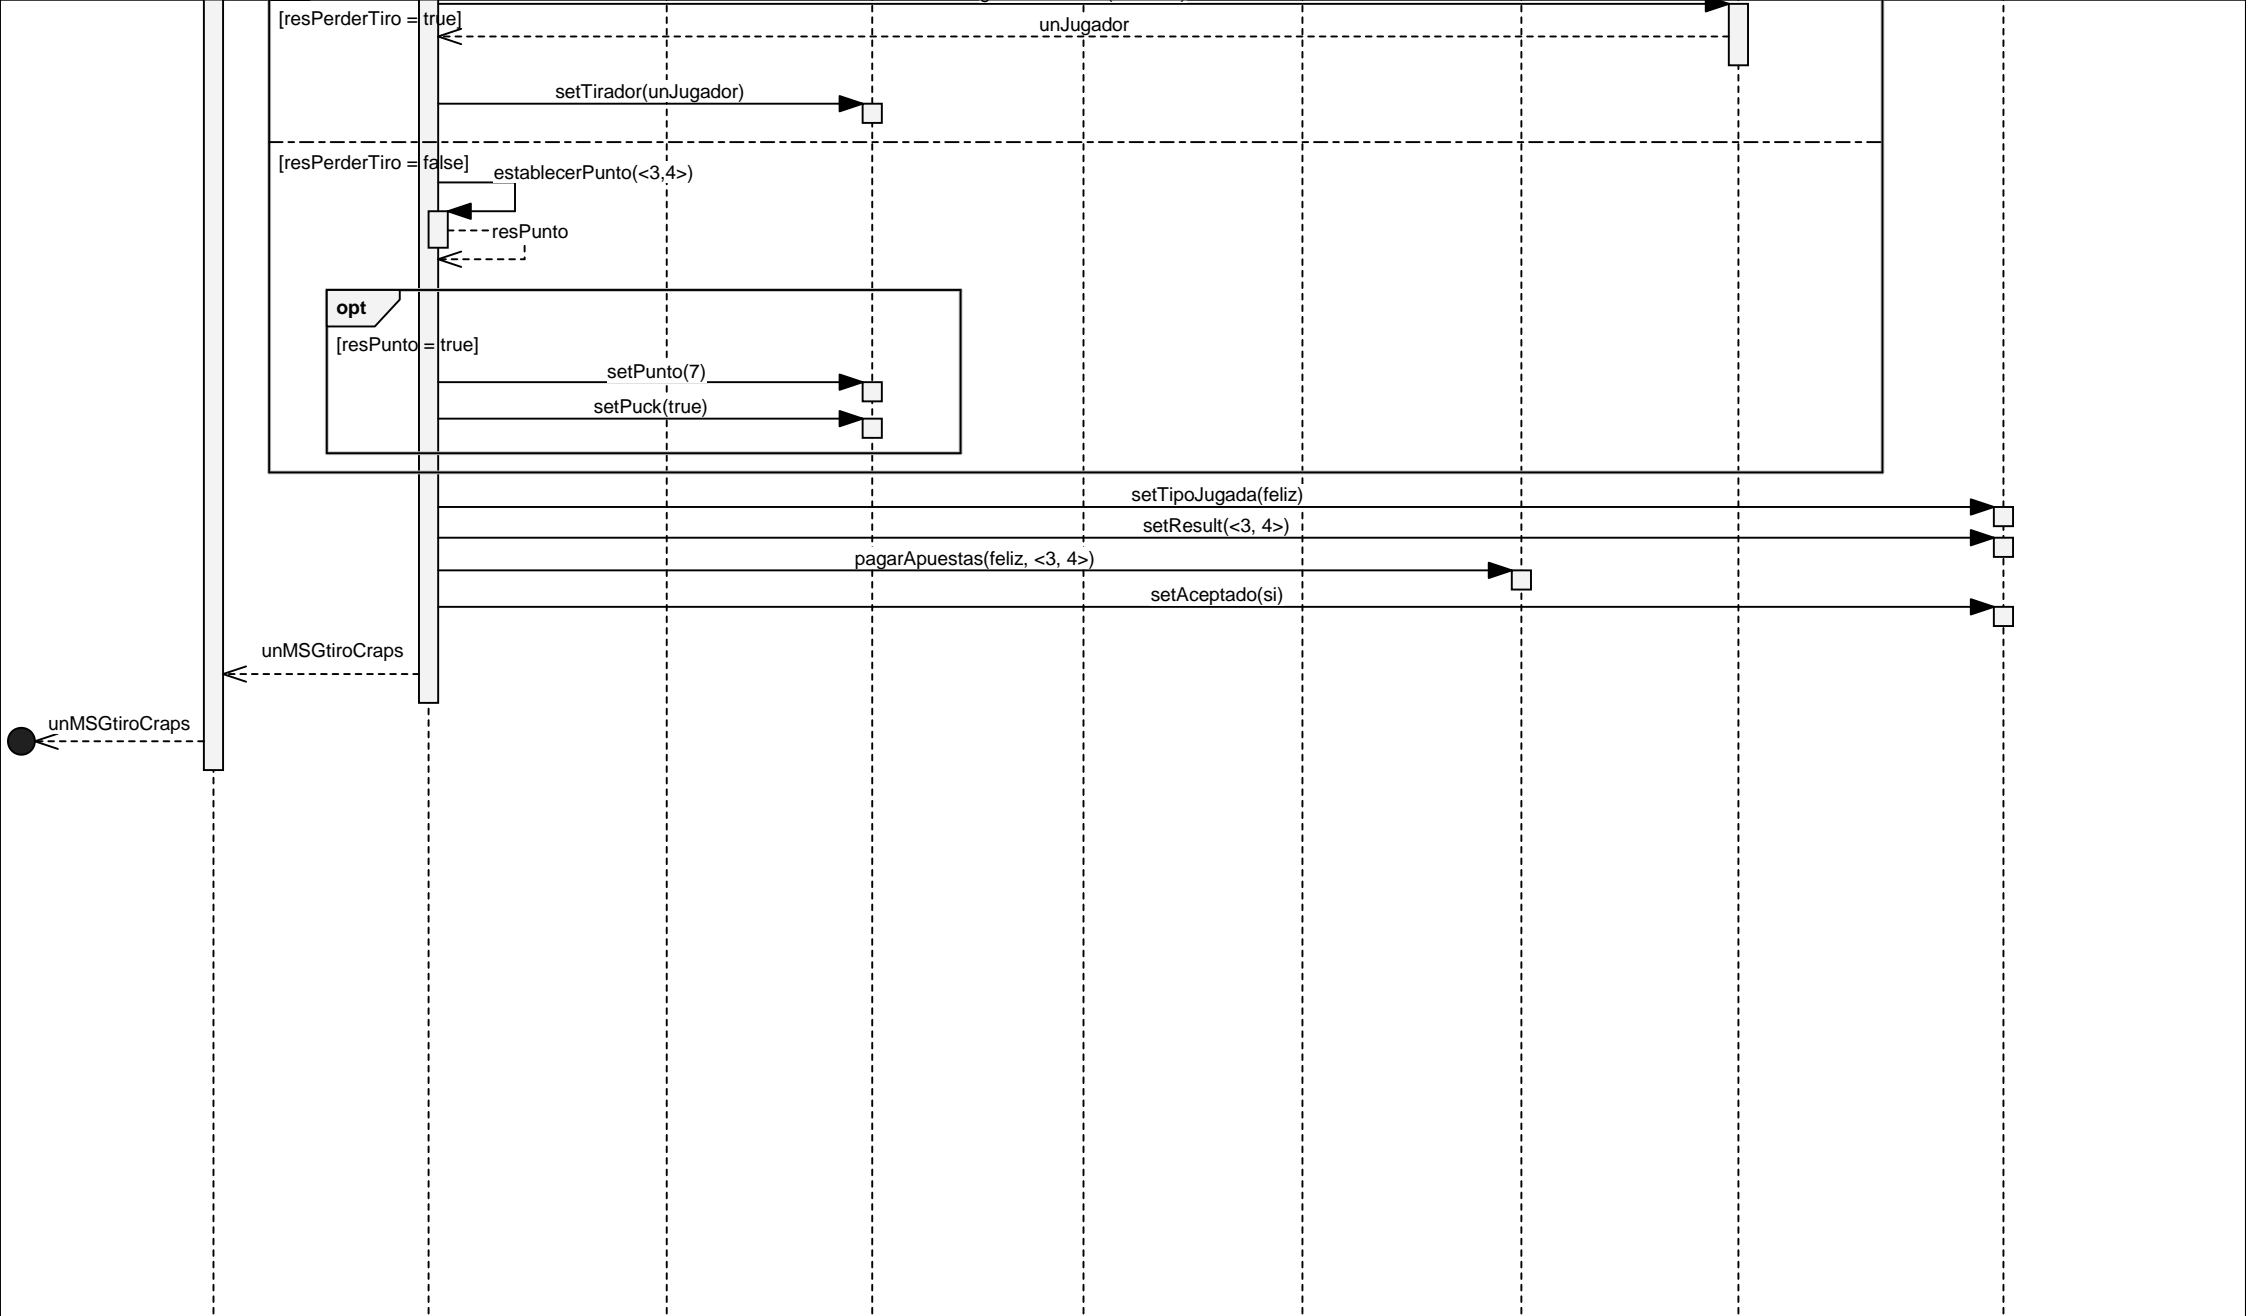 [resPerderTiro = true]
unJugador
setTirador(unJugador)
[resPerderTiro = false]
establecerPunto(<3,4>)
resPunto
opt
[resPunto = true]
setPunto(7)
setPuck(true)
setTipoJugada(feliz)
setResult(<3, 4>)
pagarApuestas(feliz, <3, 4>)
setAceptado(si)
unMSGtiroCraps
unMSGtiroCraps